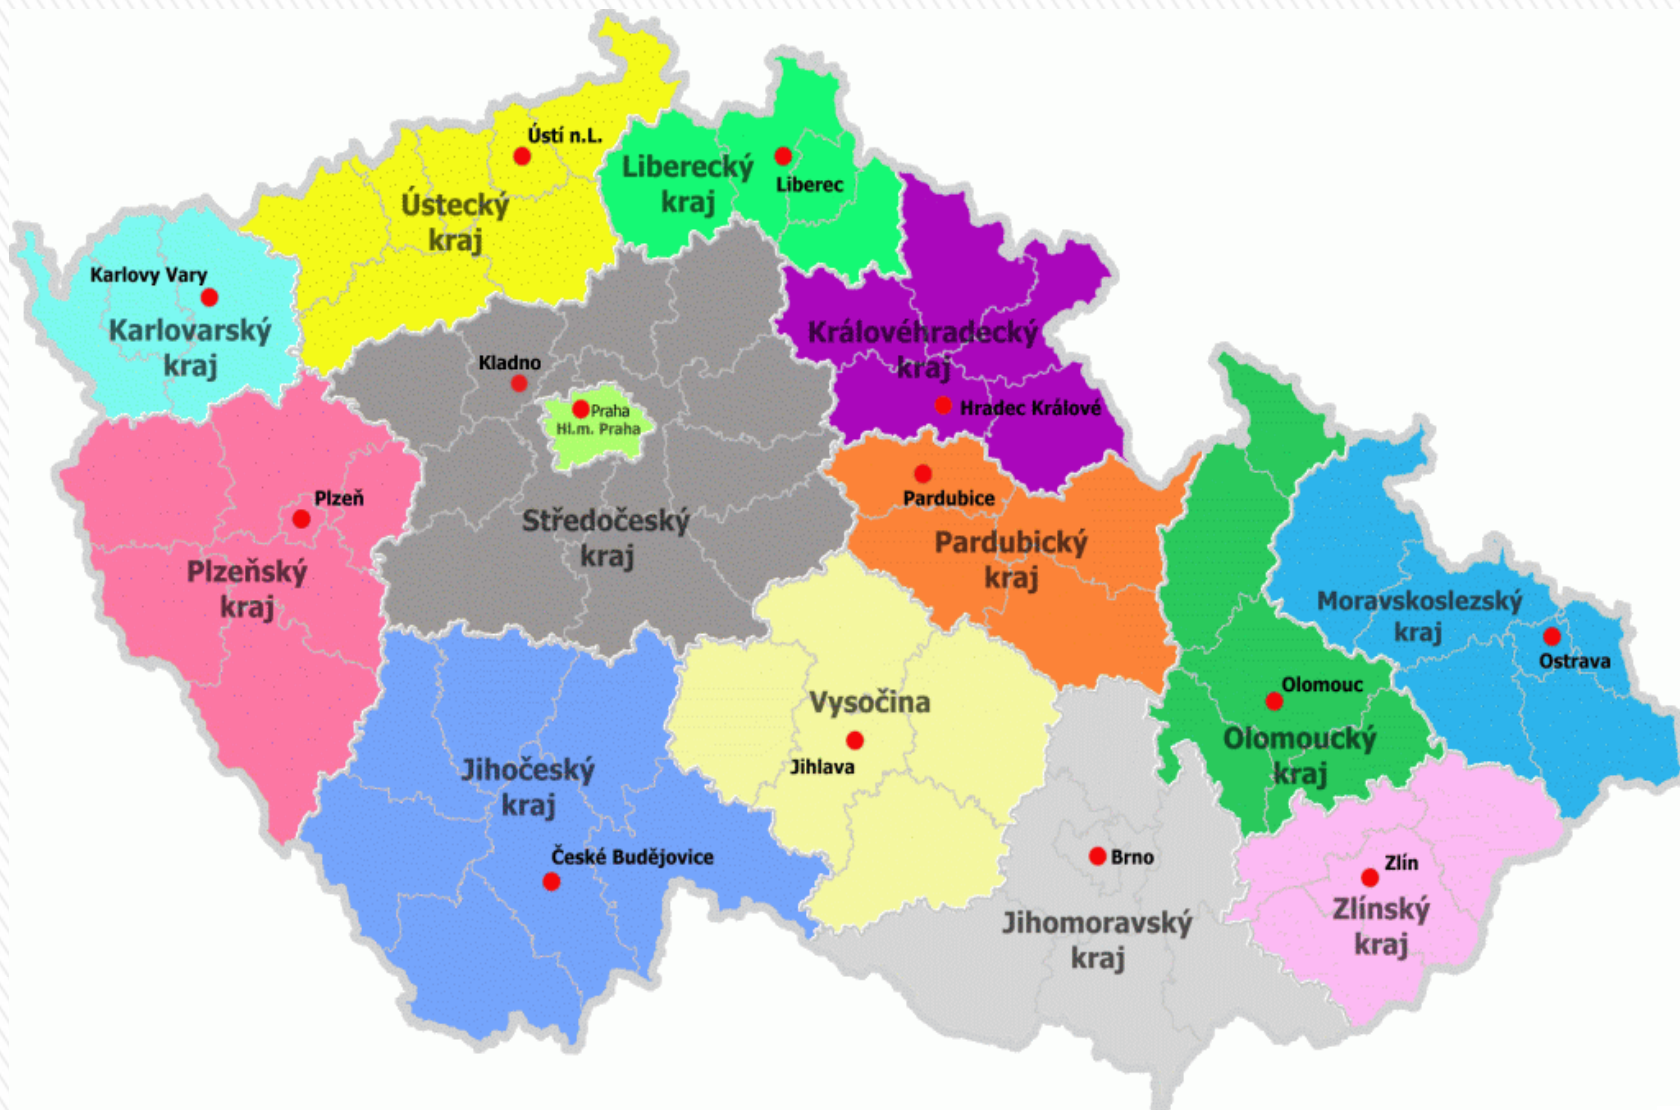 Ústí n.L.
Liberecký
kraj
Liberec
Ústecký
kraj
Karlovy Vary
Karlovarský
kraj
Královéhradecký
kraj
Hradec Králové
Kladno
Praha
Hl.m. Praha
Plzeň
Plzeňský
kraj
Středočeský
kraj
Pardubice
Pardubický
kraj
Moravskoslezský
kraj
Ostrava
Olomouc
Olomoucký
kraj
Vysočina
Jihlava
Jihočeský
kraj
České Budějovice
Brno
Jihomoravský
kraj
Zlín
Zlínský
kraj